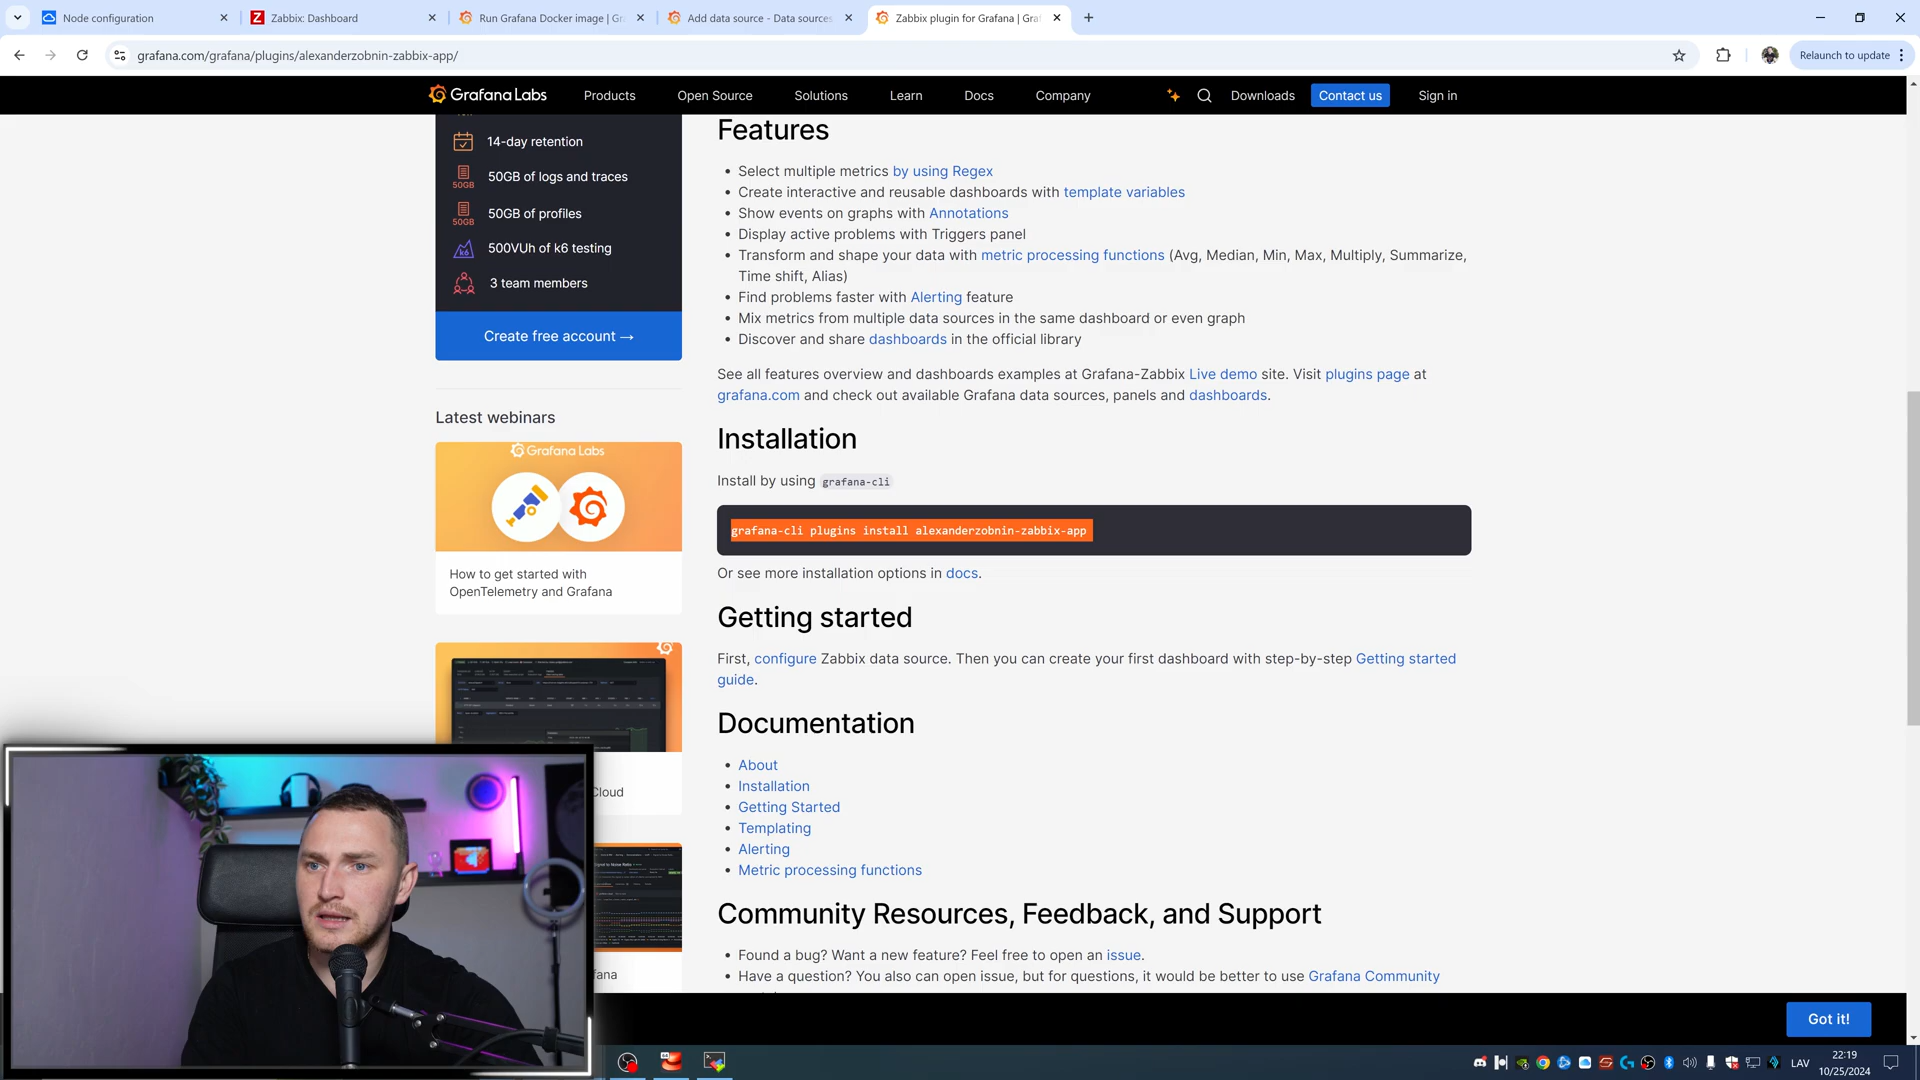 Node configuration
Zabbix: Dashboard
Run Grafana Docker image | Gr
Add data source - Data sources
Zabbix plugin for Grafana | Gra
grafana.com/grafana/plugins/alexanderzobnin-zabbix-app/
Relaunch to update
Grafana Labs
Products
Open Source
Solutions
Learn
Docs
Company
Downloads
Contact us
Sign in
14-day retention
50GB
50GB of logs and traces
50GB
50GB of profiles
k6
500VUh of k6 testing
3 team members
Create free account →
Latest webinars
Grafana Labs
How to get started with
OpenTelemetry and Grafana
Cloud
Features
• Select multiple metrics by using Regex
• Create interactive and reusable dashboards with template variables
• Show events on graphs with Annotations
• Display active problems with Triggers panel
• Transform and shape your data with metric processing functions (Avg, Median, Min, Max, Multiply, Summarize,
Time shift, Alias)
• Find problems faster with Alerting feature
• Mix metrics from multiple data sources in the same dashboard or even graph
• Discover and share dashboards in the official library
See all features overview and dashboards examples at Grafana-Zabbix Live demo site. Visit plugins page at
grafana.com and check out available Grafana data sources, panels and dashboards.
Installation
Install by using grafana-cli
grafana-cli plugins install alexanderzobnin-zabbix-app
Or see more installation options in docs.
Getting started
First, configure Zabbix data source. Then you can create your first dashboard with step-by-step Getting started
guide.
Documentation
• About
• Installation
• Getting Started
• Templating
• Alerting
• Metric processing functions
Community Resources, Feedback, and Support
• Found a bug? Want a new feature? Feel free to open an issue.
• Have a question? You also can open issue, but for questions, it would be better to use Grafana Community
Got it!
LAV
22:19
10/25/2024